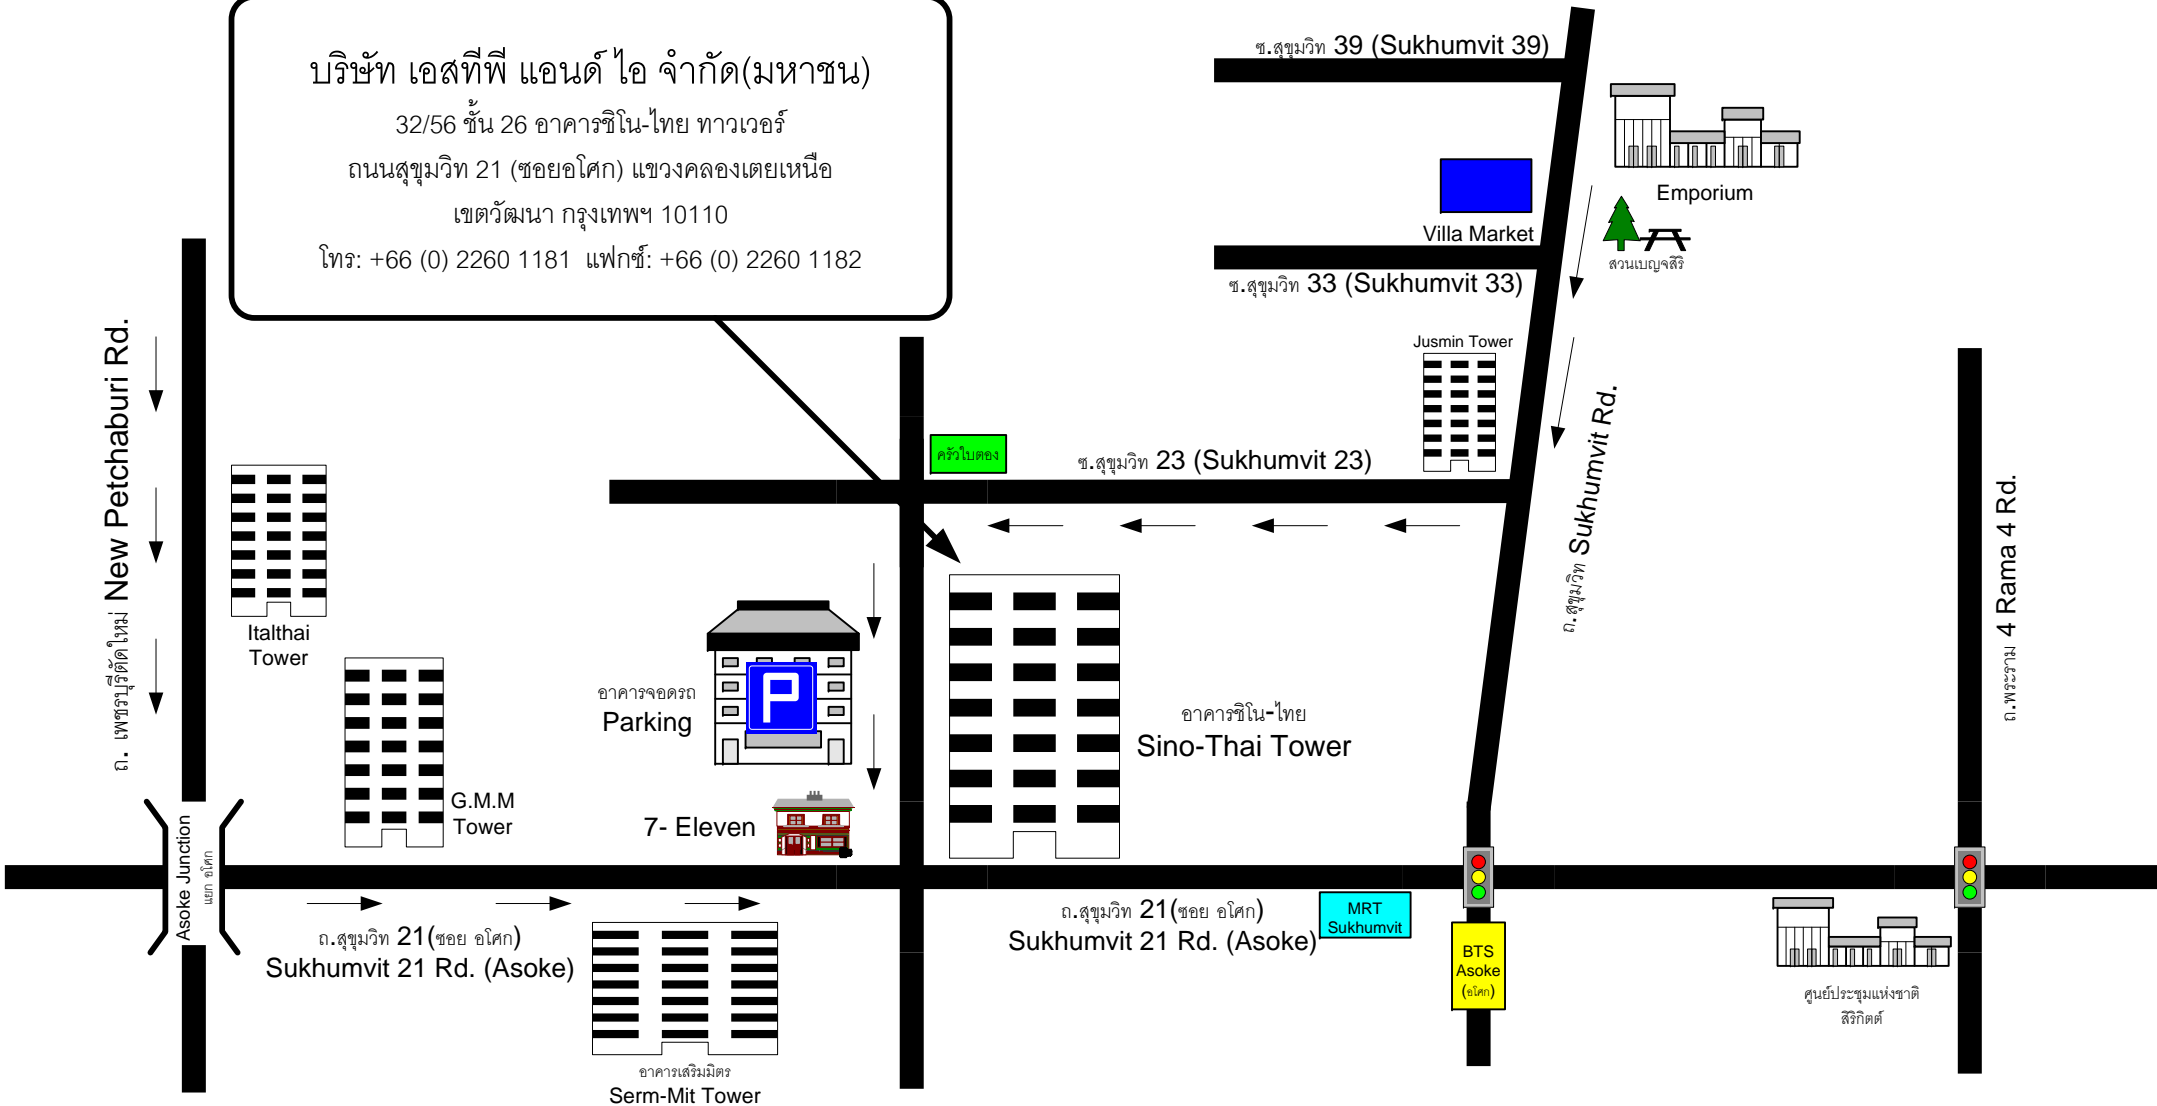 บริษัท เอสทีพี แอนด์ ไอ จำกัด(มหาชน)
32/56 ชั้น 26 อาคารซิโน-ไทย ทาวเวอร์
ถนนสุขุมวิท 21 (ซอยอโศก) แขวงคลองเตยเหนือ
เขตวัฒนา กรุงเทพฯ 10110
โทร: +66 (0) 2260 1181 แฟกซ์: +66 (0) 2260 1182
ซ.สุขุมวิท 39 (Sukhumvit 39)
Emporium
Villa Market
สวนเบญจสิริ
ซ.สุขุมวิท 33 (Sukhumvit 33)
Jusmin Tower
ถ. เพชรบุรีตัดใหม่ New Petchaburi Rd.
ครัวใบตอง
ซ.สุขุมวิท 23 (Sukhumvit 23)
ถ.สุขุมวิท Sukhumvit Rd.
ถ.พระราม 4 Rama 4 Rd.
Italthai
Tower
อาคารจอดรถ
Parking
P
อาคารซิโน-ไทย
Sino-Thai Tower
G.M.M
Tower
7- Eleven
Asoke Junction
แยก อโศก
ถ.สุขุมวิท 21(ซอย อโศก)
Sukhumvit 21 Rd. (Asoke)
ถ.สุขุมวิท 21(ซอย อโศก)
Sukhumvit 21 Rd. (Asoke)
MRT
Sukhumvit
BTS
Asoke
(อโศก)
ศูนย์ประชุมแห่งชาติ
สิริกิตต์
อาคารเสริมมิตร
Serm-Mit Tower